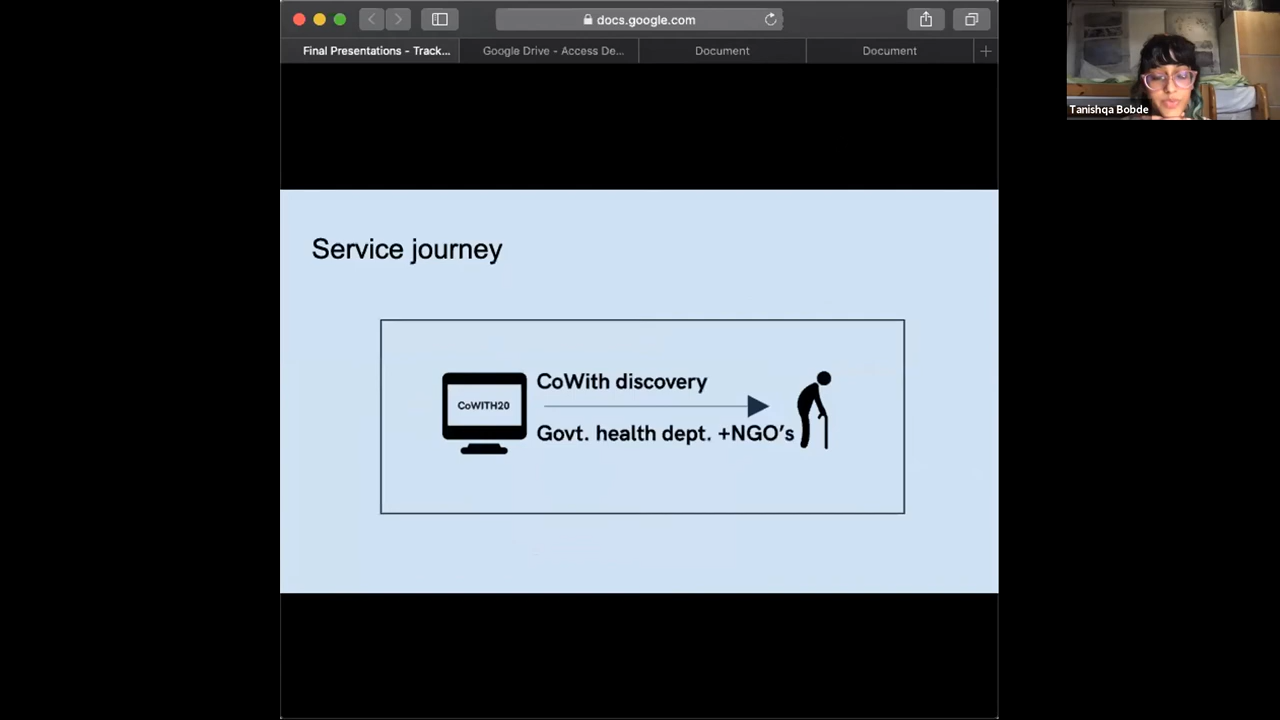 docs.google.com
Final Presentations - Track...
Google Drive - Access De...
Document
Document
Tanishqa Bobde
Service journey
CoWITH20
CoWith discovery
Govt. health dept. +NGO's